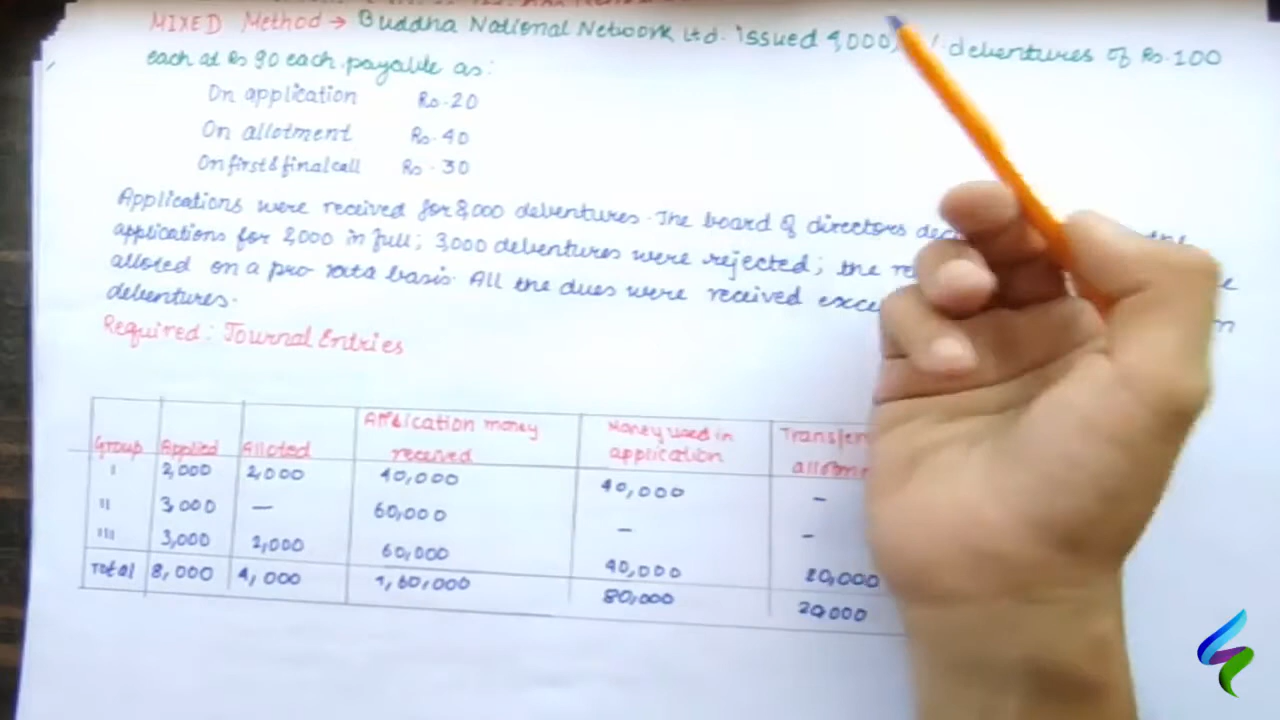 MIXED Method → Buddha National Network Ltd. issued 4,000, % debentures of Rs. 100
each at Rs 90 each payable as:
On application Rs. 20
On allotment Rs. 40
On first & final call Rs. 30
Applications were received for 8,000 debentures. The board of directors
applications for 2,000 in full; 3,000 debentures were rejected; the
alloted on a pro rata basis. All the dues were received
debentures.
Required: Journal Entries
Group Applied Alloted Application money received Money used in application
I 2,000 2,000 40,000 40,000 -
II 3,000 — 60,000 - -
III 3,000 2,000 60,000 40,000 20,000
Total 8,000 4,000 1,60,000 80,000 20,000